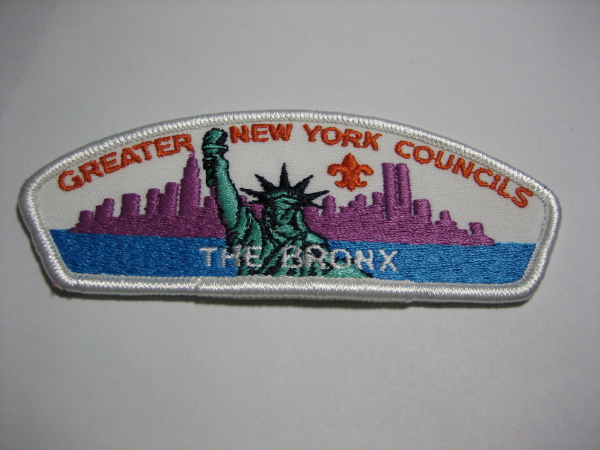 GREATER NEW YORK COUNCILS
THE BRONX